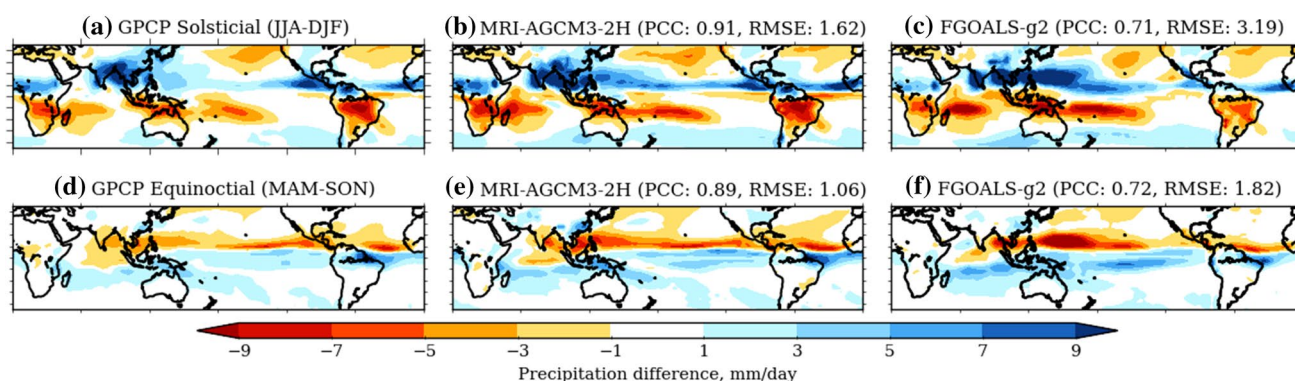 (a) GPCP Solsticial (JJA-DJF)
(b) MRI-AGCM3-2H (PCC: 0.91, RMSE: 1.62)
(c) FGOALS-g2 (PCC: 0.71, RMSE: 3.19)
(d) GPCP Equinoctial (MAM-SON)
(e) MRI-AGCM3-2H (PCC: 0.89, RMSE: 1.06)
(f) FGOALS-g2 (PCC: 0.72, RMSE: 1.82)
−9 −7 −5 −3 −1 1 3 5 7 9
Precipitation difference, mm/day